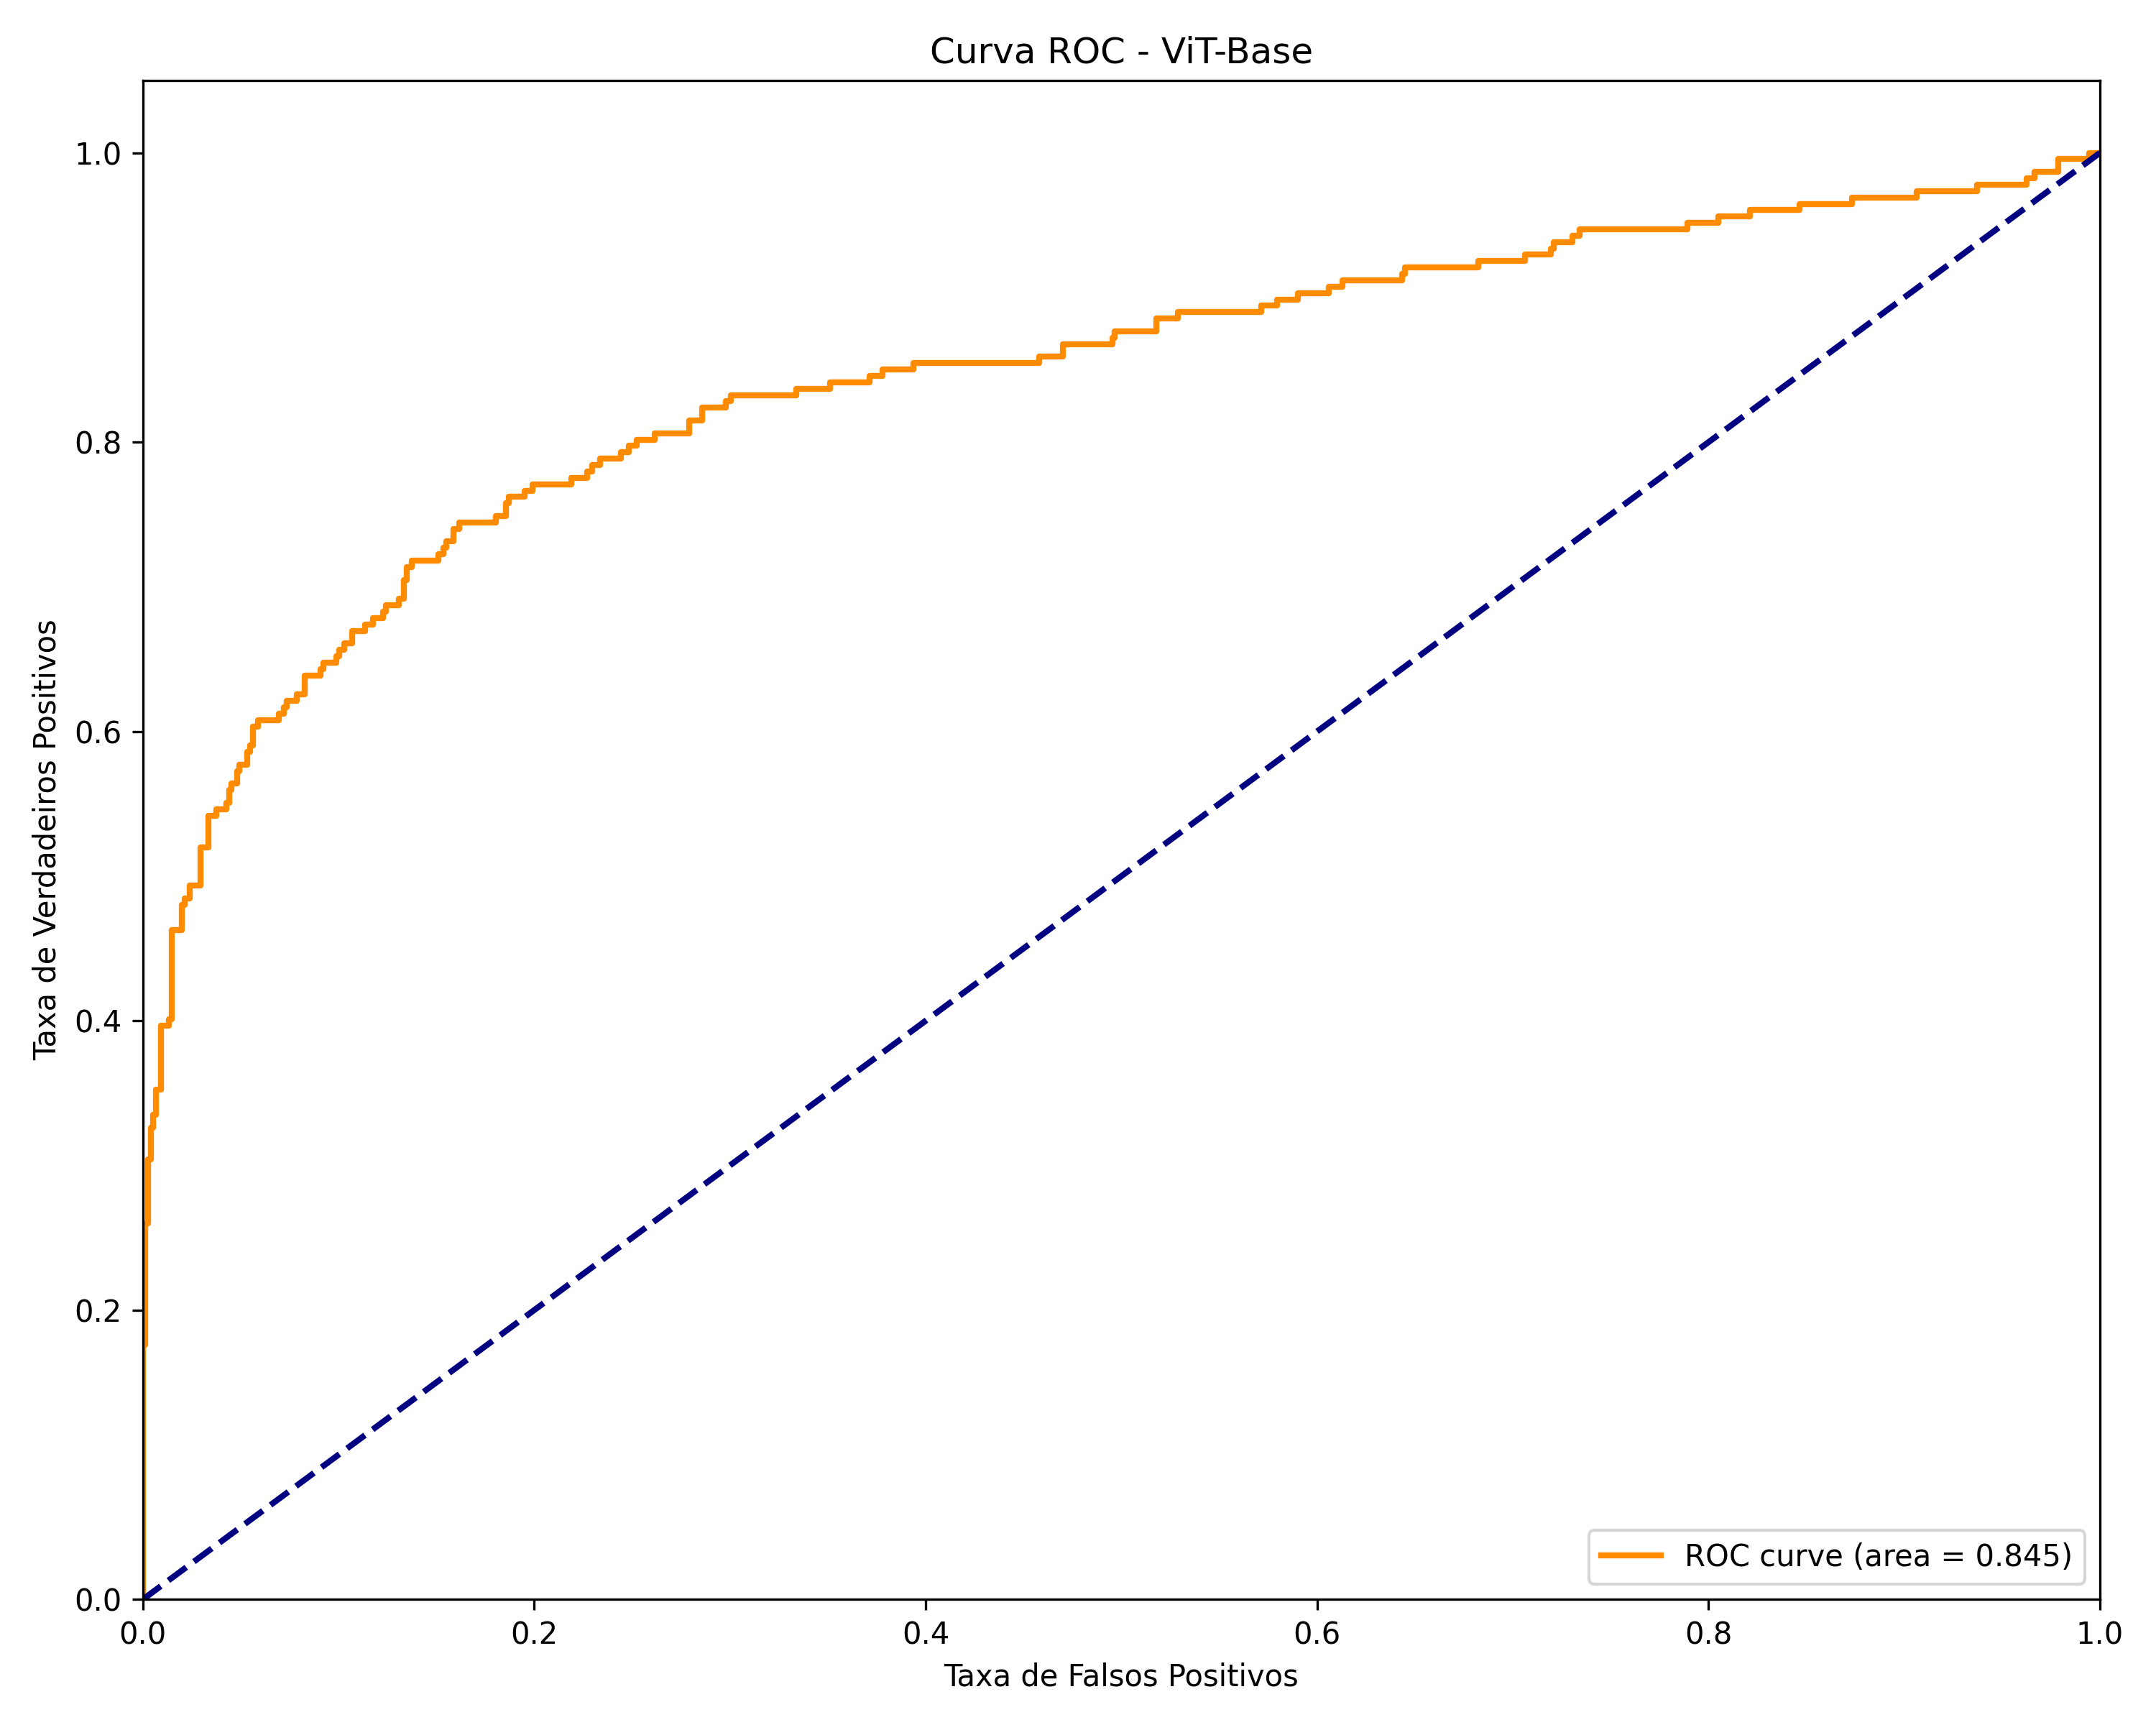 Curva ROC - ViT-Base
1.0
0.8
0.6
0.4
0.2
0.0
Taxa de Verdadeiros Positivos
0.0 0.2 0.4 0.6 0.8 1.0
Taxa de Falsos Positivos
ROC curve (area = 0.845)